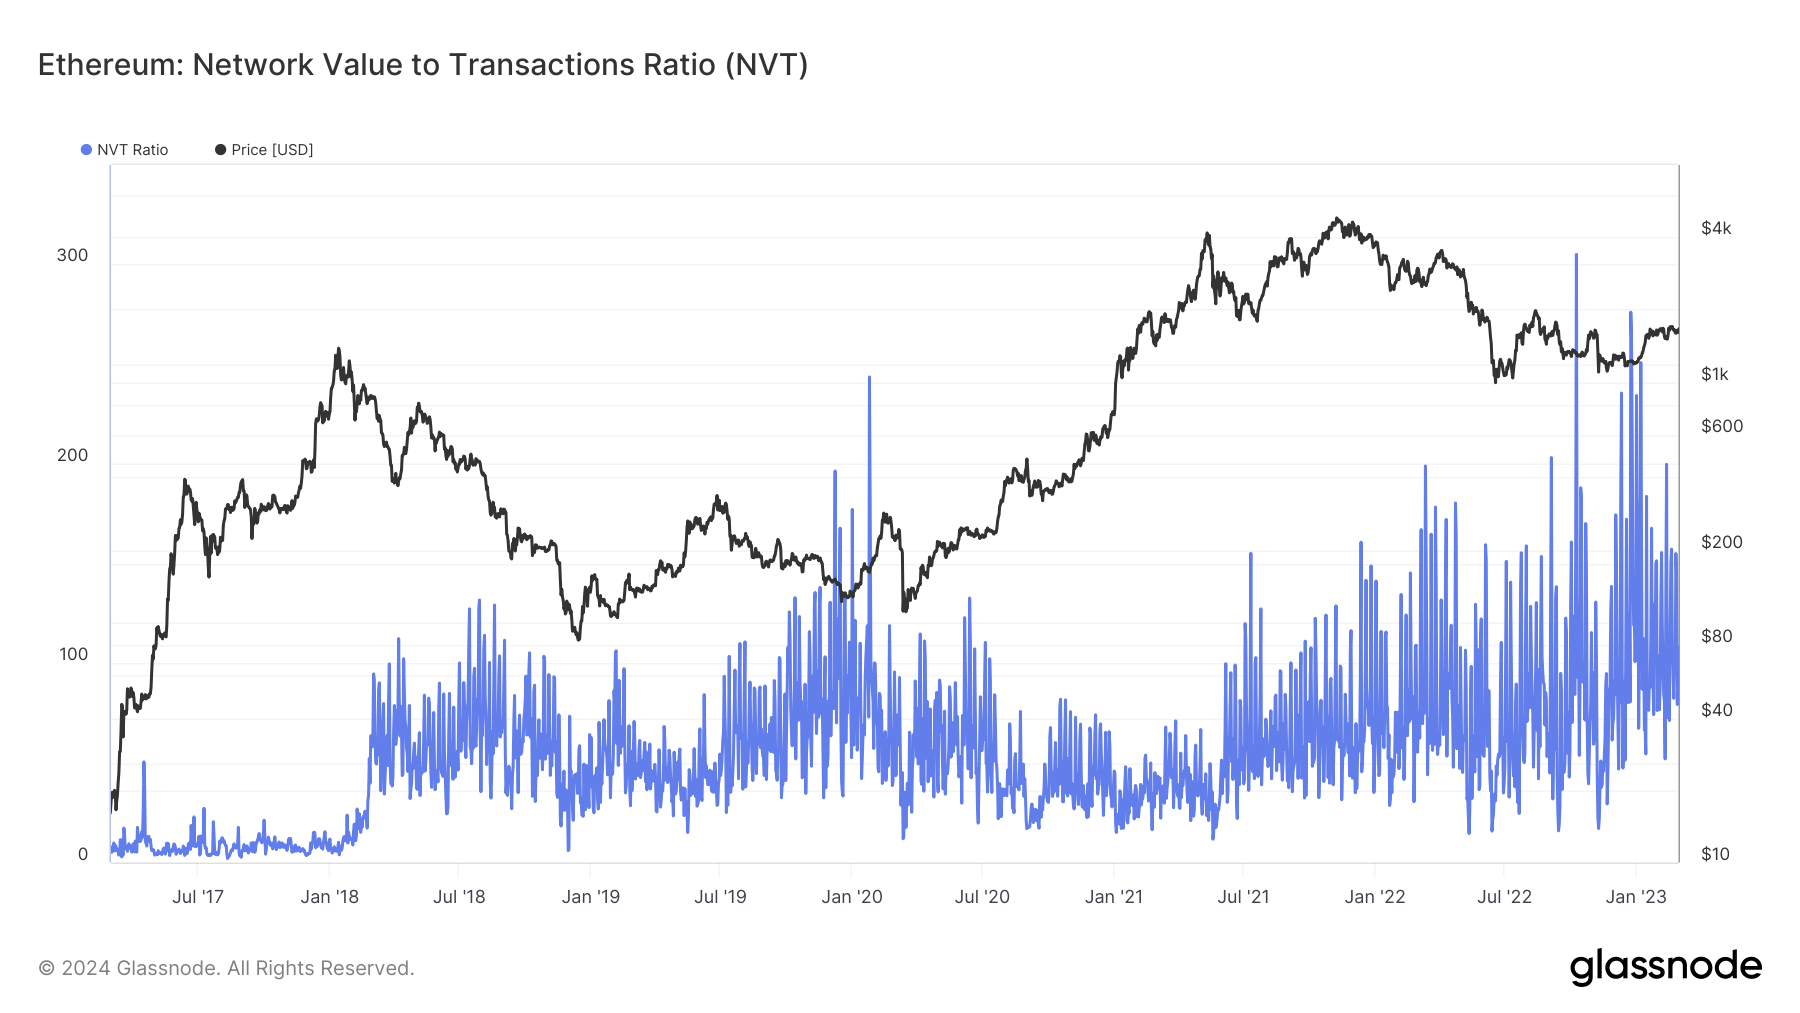 Ethereum: Network Value to Transactions Ratio (NVT)
NVT Ratio Price [USD]
300
200
100
0
$4k
$1k
$600
$200
$80
$40
$10
Jul '17 Jan '18 Jul '18 Jan '19 Jul '19 Jan '20 Jul '20 Jan '21 Jul '21 Jan '22 Jul '22 Jan '23
© 2024 Glassnode. All Rights Reserved.
glassnode